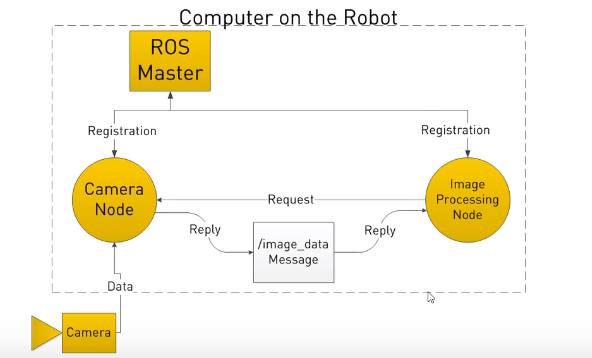 Computer on the Robot
ROS
Master
Registration
Registration
Camera
Node
Image
Processing
Node
Request
Reply
Reply
/image_data
Message
Data
Camera